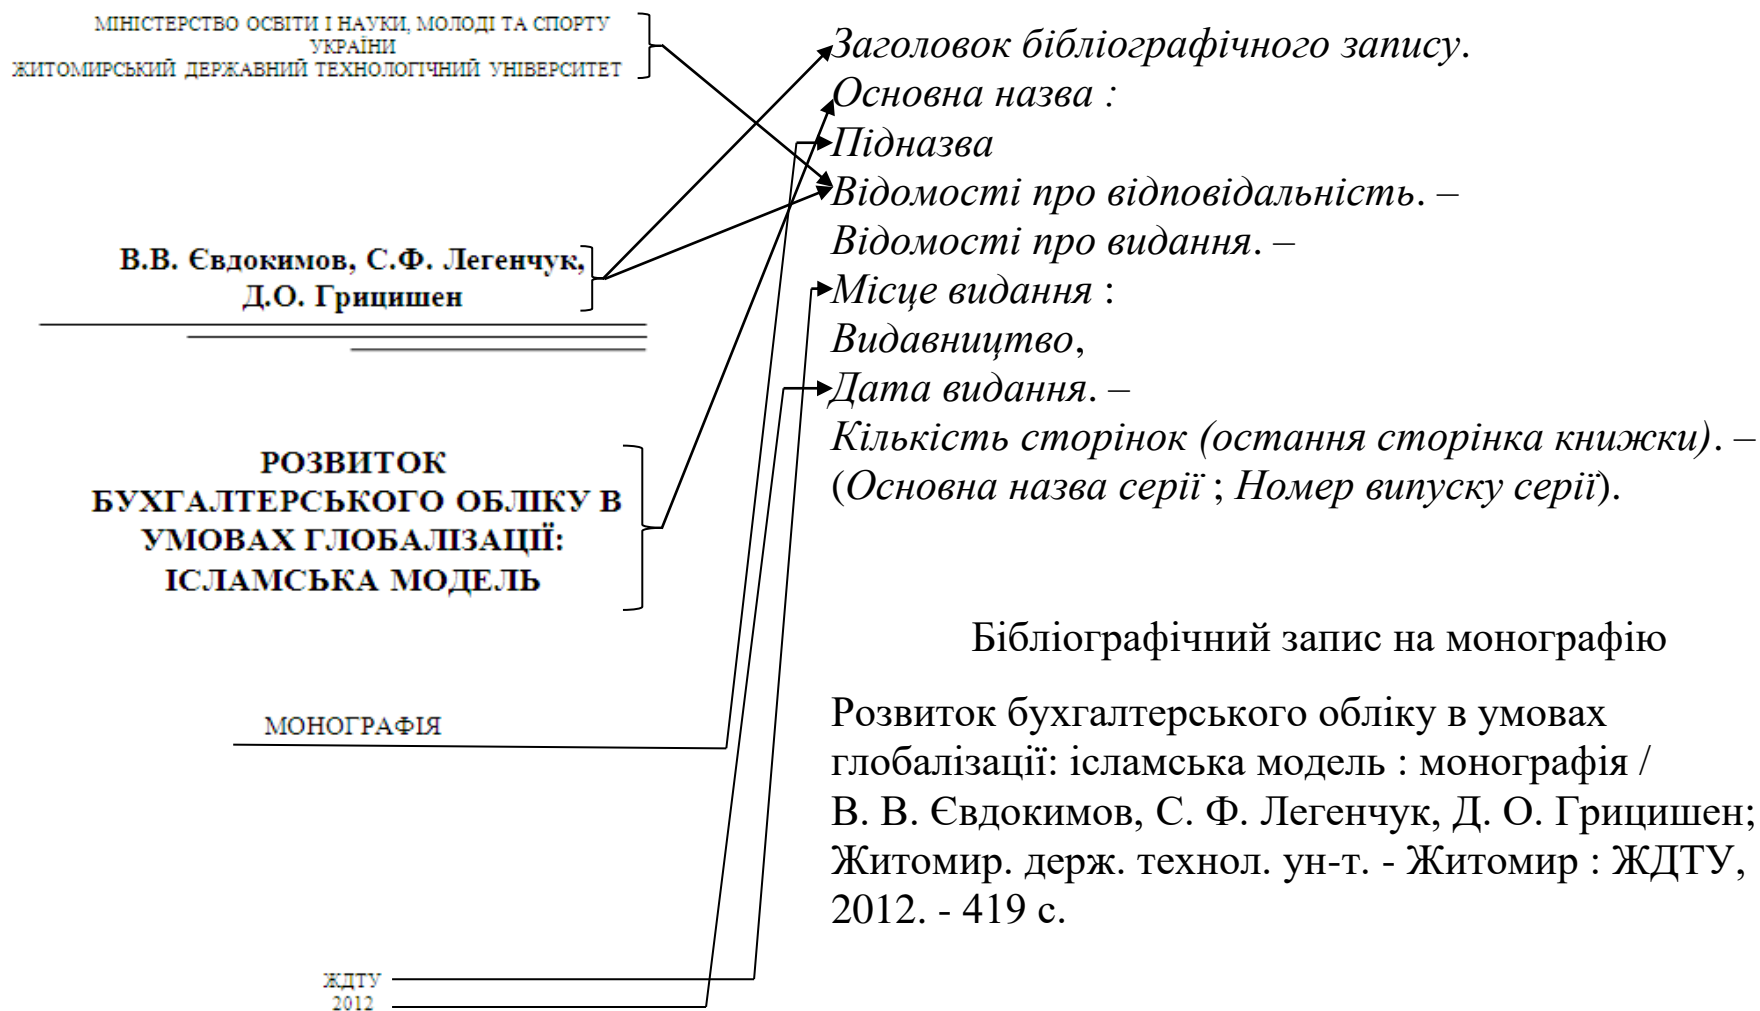 МІНІСТЕРСТВО ОСВІТИ І НАУКИ, МОЛОДІ ТА СПОРТУ
УКРАЇНИ
ЖИТОМИРСЬКИЙ ДЕРЖАВНИЙ ТЕХНОЛОГІЧНИЙ УНІВЕРСИТЕТ
В.В. Євдокимов, С.Ф. Легенчук,
Д.О. Грицишен
РОЗВИТОК
БУХГАЛТЕРСЬКОГО ОБЛІКУ В
УМОВАХ ГЛОБАЛІЗАЦІЇ:
ІСЛАМСЬКА МОДЕЛЬ
МОНОГРАФІЯ
ЖДТУ
2012
Заголовок бібліографічного запису.
Основна назва :
Підназва
Відомості про відповідальність. –
Відомості про видання. –
Місце видання :
Видавництво,
Дата видання. –
Кількість сторінок (остання сторінка книжки). –
(Основна назва серії ; Номер випуску серії).
Бібліографічний запис на монографію
Розвиток бухгалтерського обліку в умовах
глобалізації: ісламська модель : монографія /
В. В. Євдокимов, С. Ф. Легенчук, Д. О. Грицишен;
Житомир. держ. технол. ун-т. - Житомир : ЖДТУ,
2012. - 419 с.